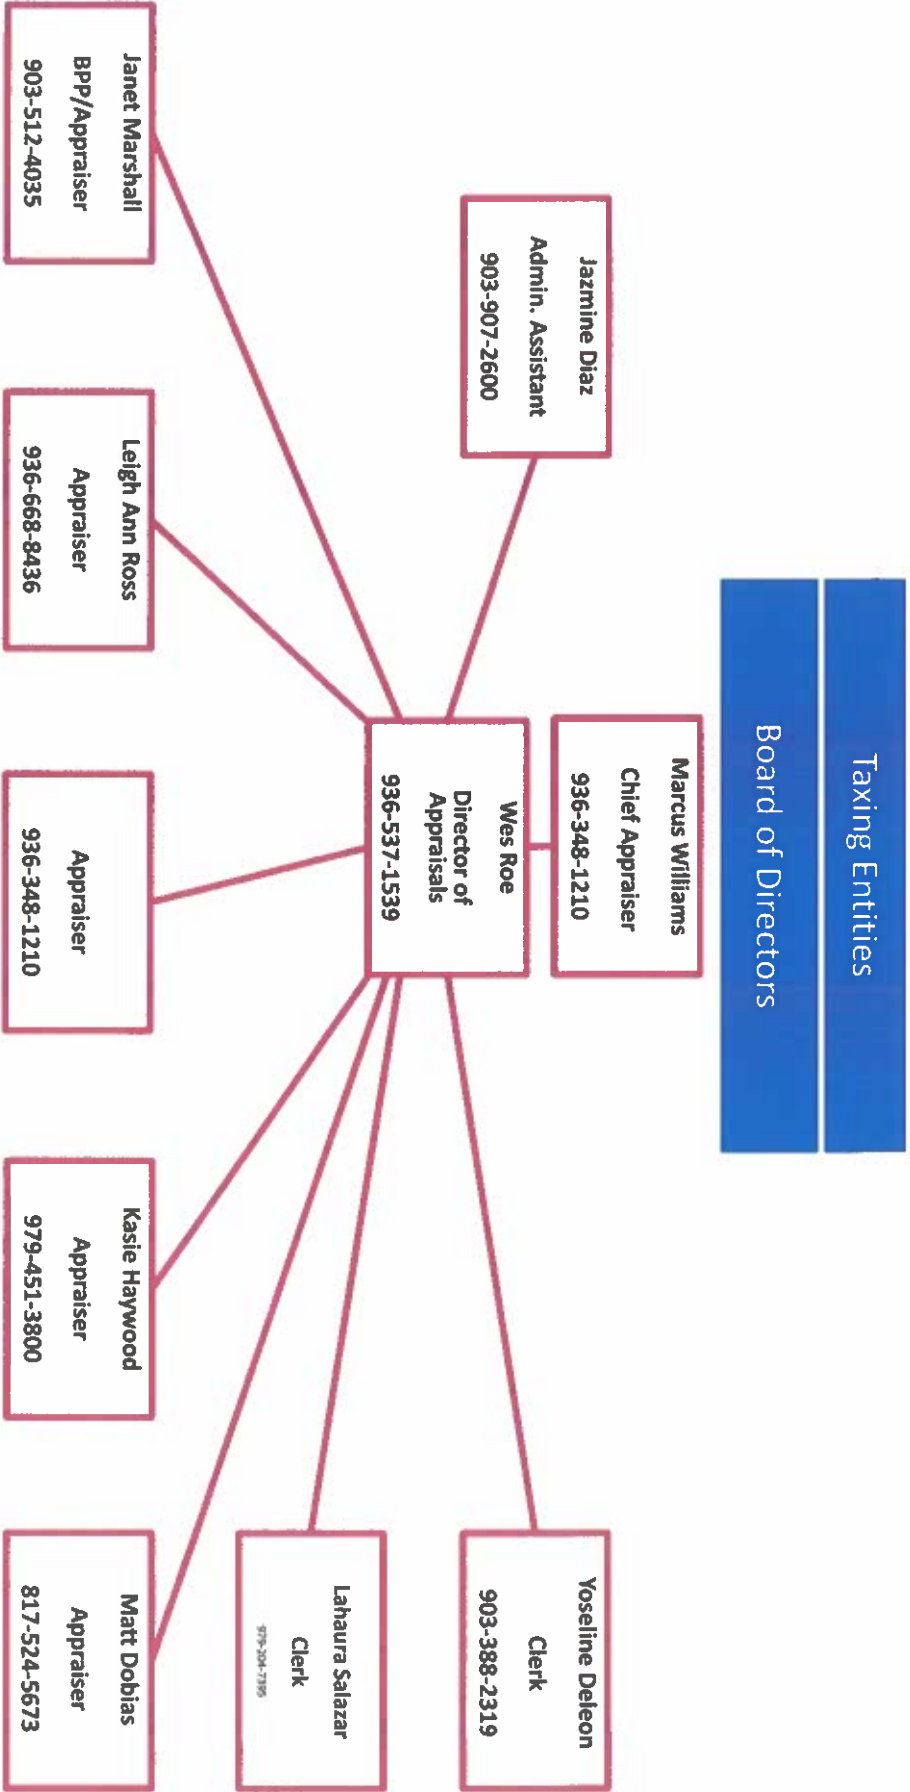 Taxing Entities
Board of Directors
Marcus Williams
Chief Appraiser
936-348-1210
Wes Roe
Director of
Appraisals
936-537-1539
Jazmine Diaz
Admin. Assistant
903-907-2600
Yoseline Deleon
Clerk
903-388-2319
Lahaura Salazar
Clerk
979-204-7395
Janet Marshall
BPP/Appraiser
903-512-4035
Leigh Ann Ross
Appraiser
936-668-8436
Appraiser
936-348-1210
Kasie Haywood
Appraiser
979-451-3800
Matt Dobias
Appraiser
817-524-5673